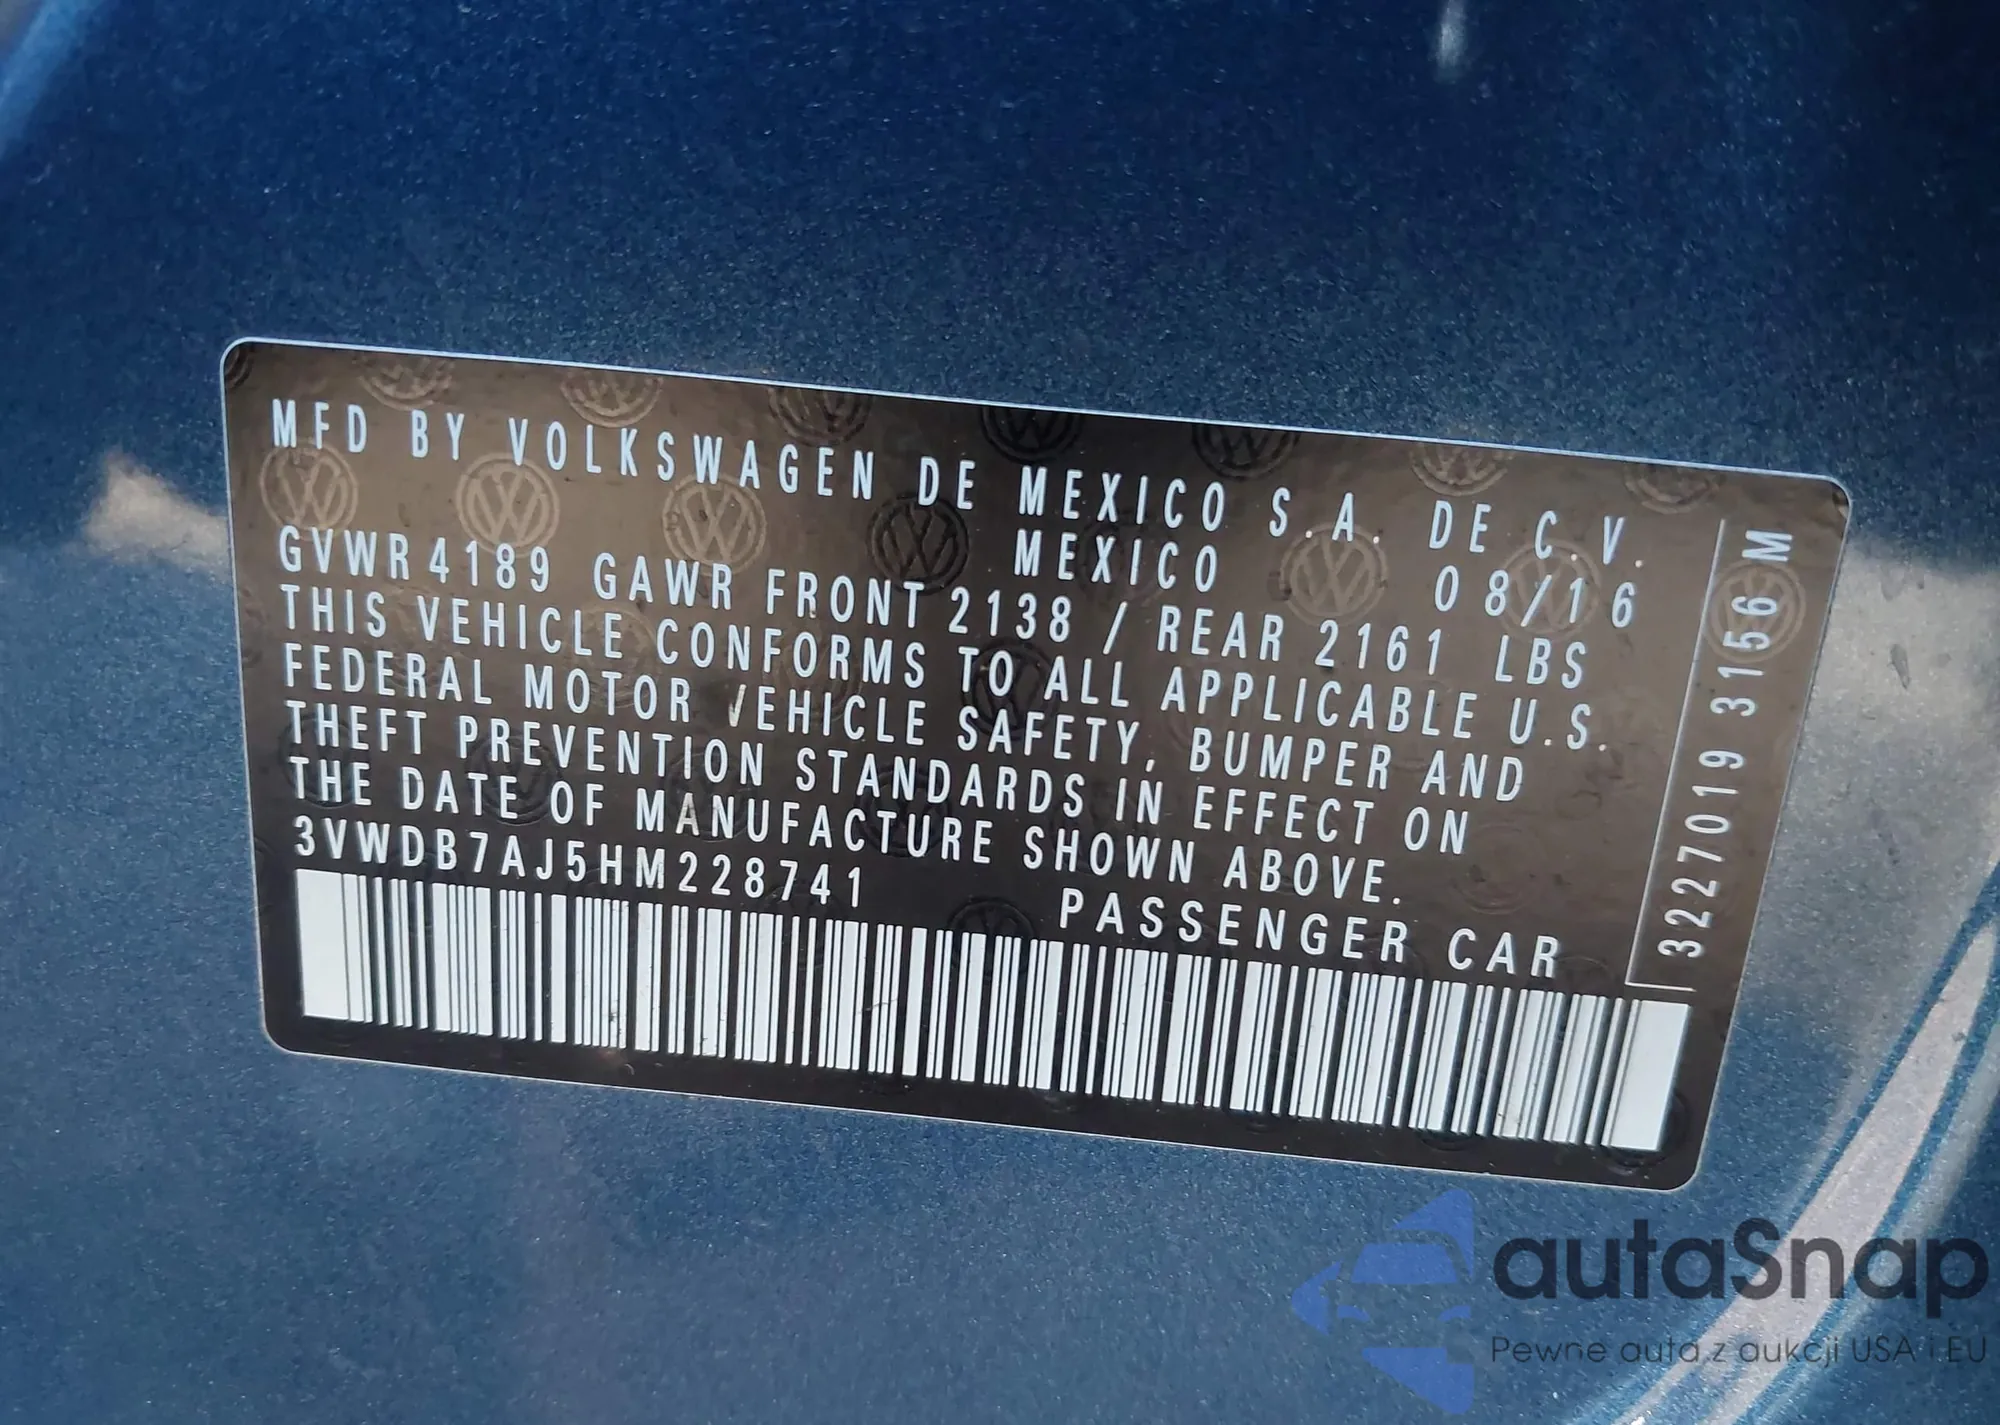 MFD BY VOLKSWAGEN DE MEXICO S.A. DE C.V.
MEXICO 08/16
GVWR 4189 GAWR FRONT 2138 / REAR 2161 LBS
THIS VEHICLE CONFORMS TO ALL APPLICABLE U.S.
FEDERAL MOTOR VEHICLE SAFETY, BUMPER AND
THEFT PREVENTION STANDARDS IN EFFECT ON
THE DATE OF MANUFACTURE SHOWN ABOVE.
3VWDB7AJ5HM228741 PASSENGER CAR
3227019 3156 M
autaSnap
Pewne auta z aukcji USA i EU